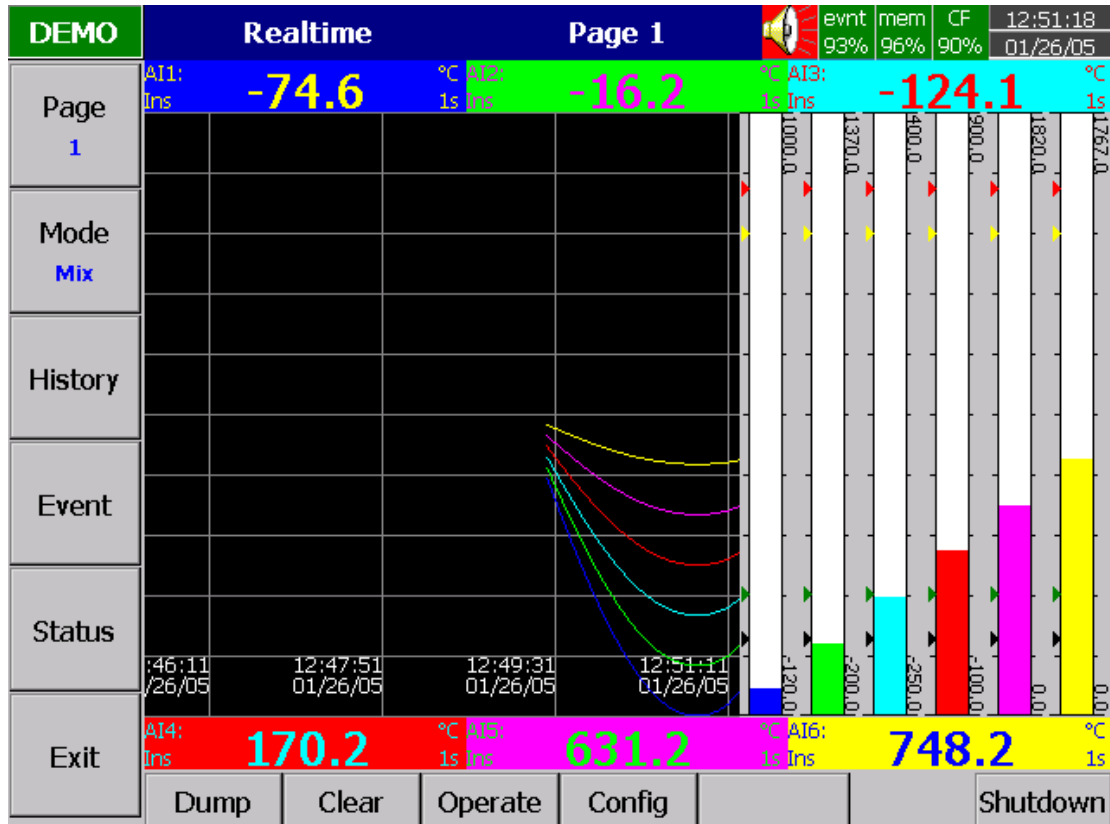 DEMO
Realtime
Page 1
evnt mem CF
93% 96% 90%
12:51:18
01/26/05
Page
1
Mode
Mix
History
Event
Status
Exit
AI1: °C
Ins -74.6 1s
AI2: °C
Ins -16.2 1s
AI3: °C
Ins -124.1 1s
1000.0
1370.0
400.0
900.0
1820.0
1767.0
:46:11
/26/05
12:47:51
01/26/05
12:49:31
01/26/05
12:51:11
01/26/05
-120.0
-200.0
-250.0
-100.0
0.0
0.0
AI4: °C
Ins 170.2 1s
AI5: °C
Ins 631.2 1s
AI6: °C
Ins 748.2 1s
Dump
Clear
Operate
Config
Shutdown